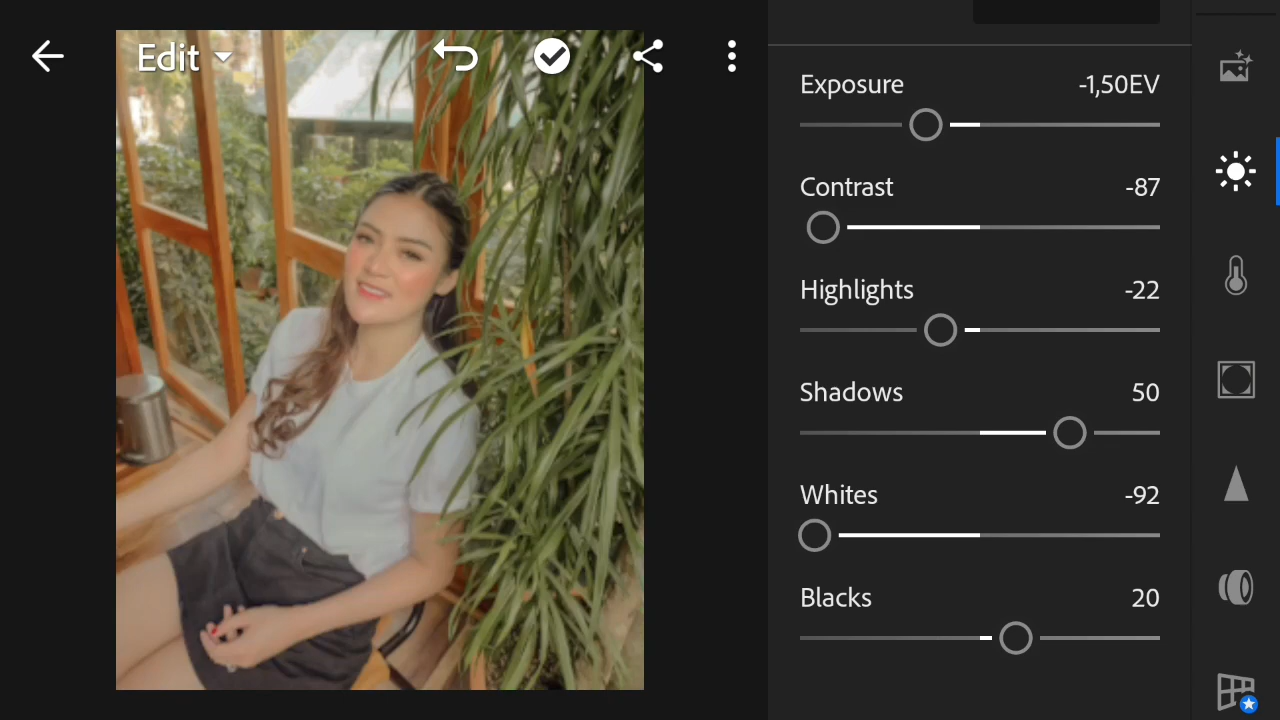 Edit
Exposure -1,50EV
Contrast -87
Highlights -22
Shadows 50
Whites -92
Blacks 20